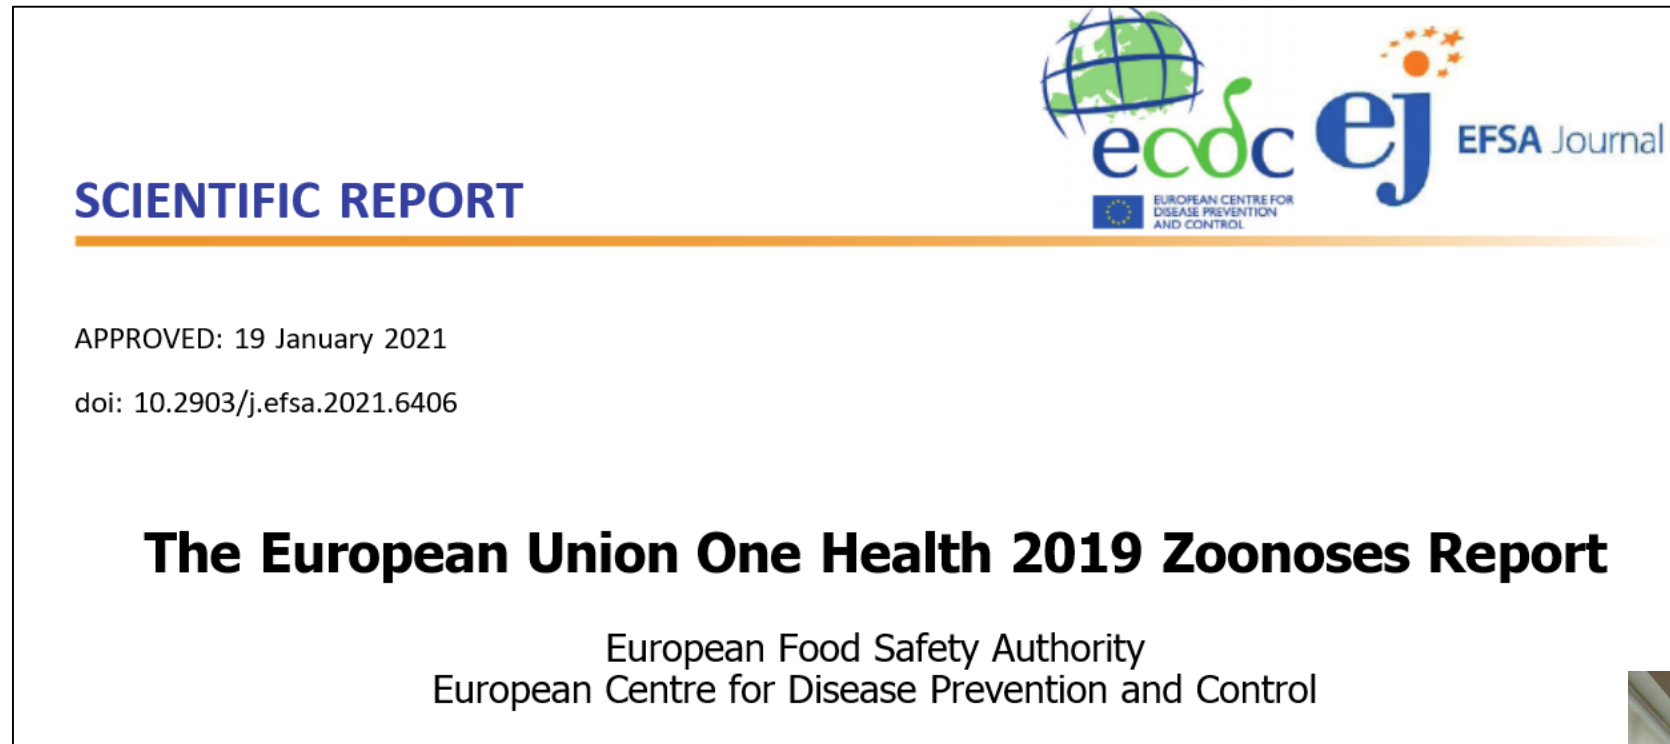 ecdc
ej
EFSA Journal
EUROPEAN CENTRE FOR
DISEASE PREVENTION
AND CONTROL
SCIENTIFIC REPORT
APPROVED: 19 January 2021
doi: 10.2903/j.efsa.2021.6406
The European Union One Health 2019 Zoonoses Report
European Food Safety Authority
European Centre for Disease Prevention and Control